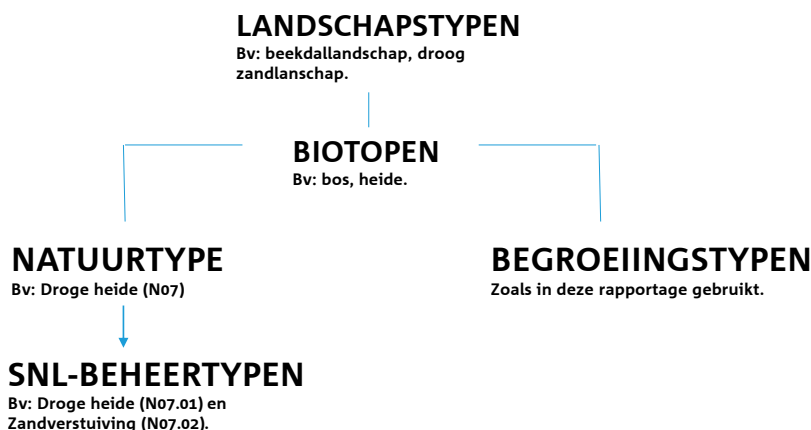 LANDSCHAPSTYPEN
Bv: beekdallandschap, droog
zandlanschap.
BIOTOPEN
Bv: bos, heide.
NATUURTYPE
Bv: Droge heide (N07)
BEGROEIINGSTYPEN
Zoals in deze rapportage gebruikt.
SNL-BEHEERTYPEN
Bv: Droge heide (N07.01) en
Zandverstuiving (N07.02).